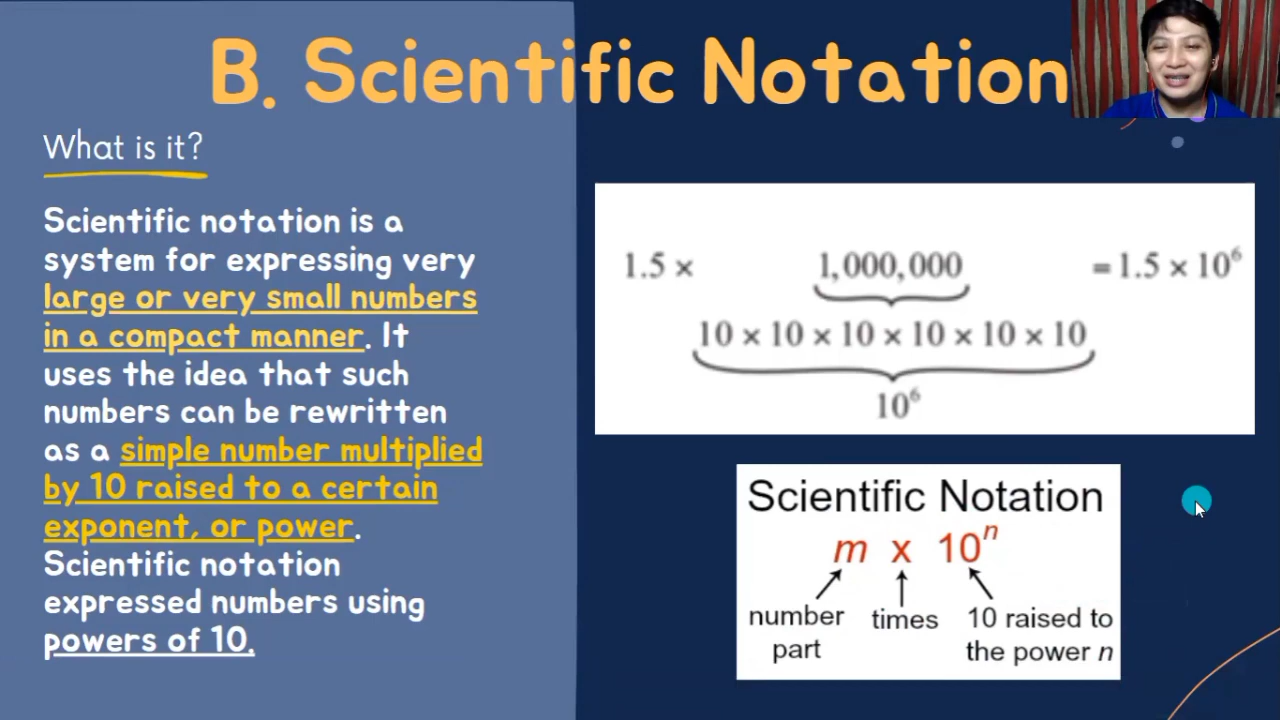 B. Scientific Notation
What is it?
Scientific notation is a
system for expressing very
large or very small numbers
in a compact manner. It
uses the idea that such
numbers can be rewritten
as a simple number multiplied
by 10 raised to a certain
exponent, or power.
Scientific notation
expressed numbers using
powers of 10.
1.5 × 1,000,000 = 1.5 × 10⁶
10 × 10 × 10 × 10 × 10 × 10
10⁶
Scientific Notation
m x 10ⁿ
number part
times
10 raised to the power n